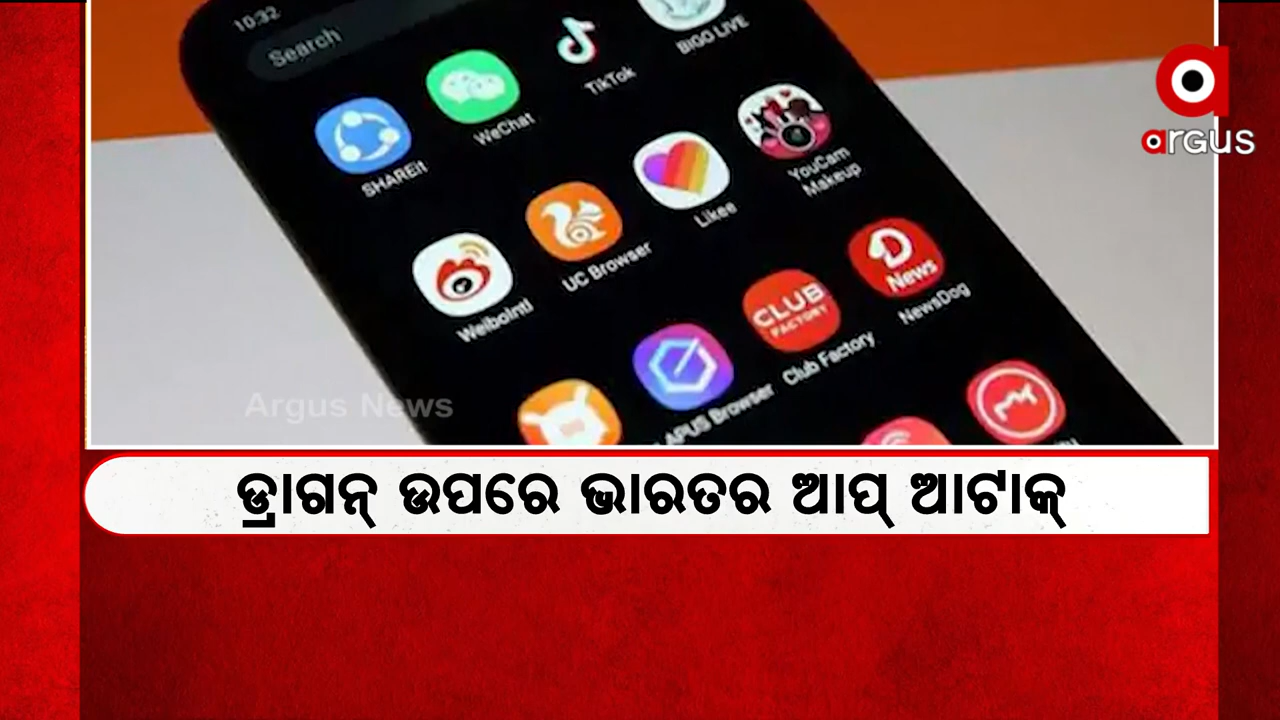 10:32
Search
SHAREit
WeChat
TikTok
BIGO LIVE
WeiboIntl
UC Browser
Likee
YouCam
Makeup
APUS Browser
CLUB
FACTORY
Club Factory
News
NewsDog
argus
Argus News
ଡ୍ରାଗନ୍ ଉପରେ ଭାରତର ଆପ୍ ଆଟାକ୍